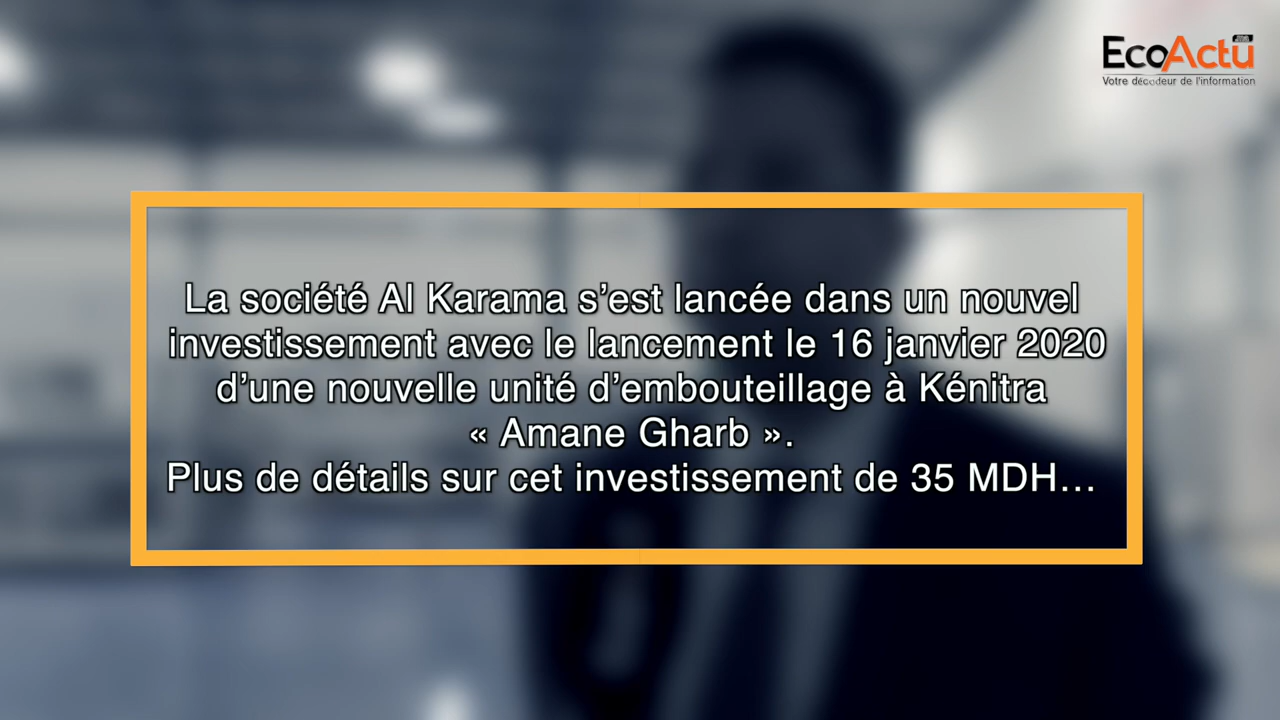 EcoActu
Votre décodeur de l'information
La société Al Karama s’est lancée dans un nouvel
investissement avec le lancement le 16 janvier 2020
d’une nouvelle unité d’embouteillage à Kénitra
« Amane Gharb ».
Plus de détails sur cet investissement de 35 MDH…